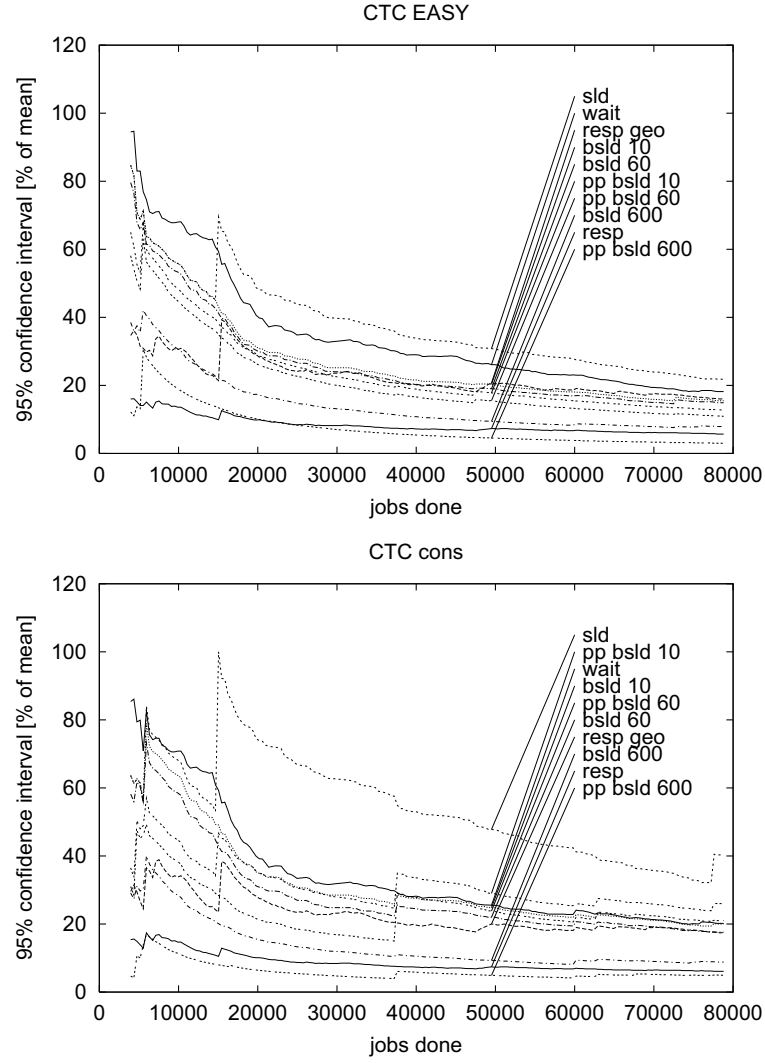 CTC EASY
120
100
80
60
40
20
0
95% confidence interval [% of mean]
sld
wait
resp geo
bsld 10
bsld 60
pp bsld 10
pp bsld 60
bsld 600
resp
pp bsld 600
0 10000 20000 30000 40000 50000 60000 70000 80000
jobs done
CTC cons
120
100
80
60
40
20
0
95% confidence interval [% of mean]
sld
pp bsld 10
wait
bsld 10
pp bsld 60
bsld 60
resp geo
bsld 600
resp
pp bsld 600
0 10000 20000 30000 40000 50000 60000 70000 80000
jobs done